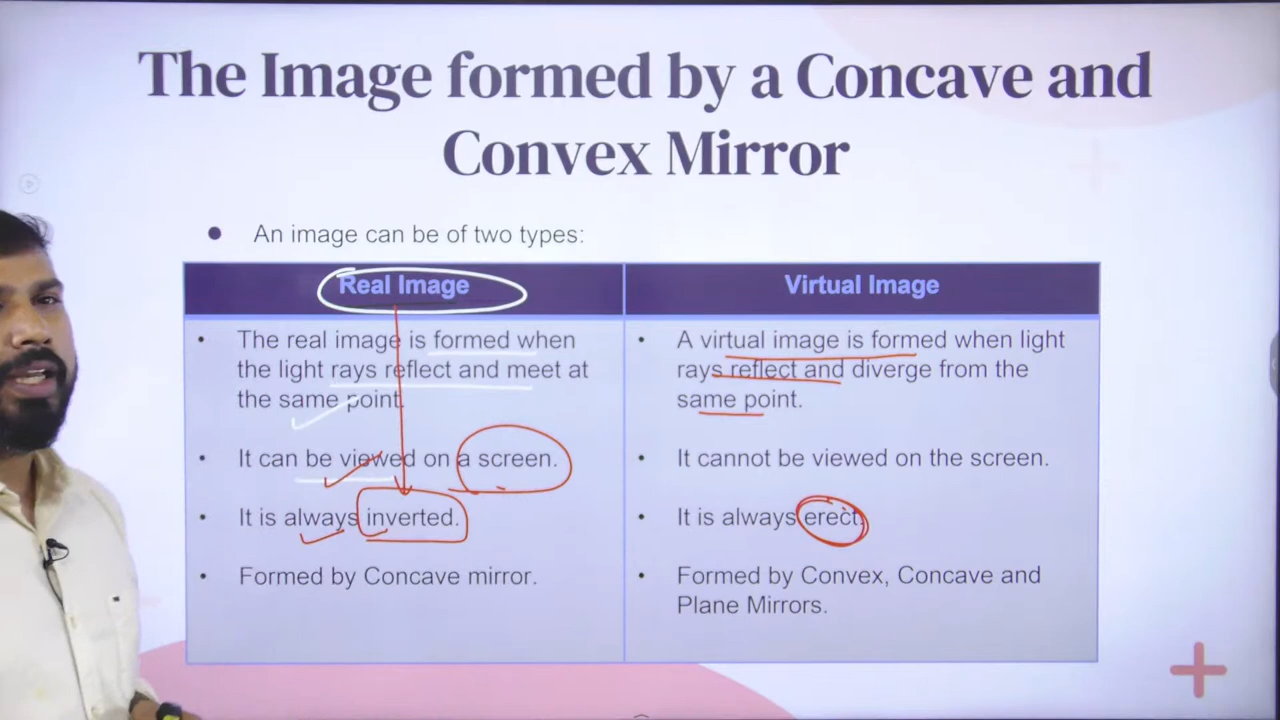 The Image formed by a Concave and
Convex Mirror
• An image can be of two types:
Real Image
• The real image is formed when
the light rays reflect and meet at
the same point.
• It can be viewed on a screen.
• It is always inverted.
• Formed by Concave mirror.
Virtual Image
• A virtual image is formed when light
rays reflect and diverge from the
same point.
• It cannot be viewed on the screen.
• It is always erect.
• Formed by Convex, Concave and
Plane Mirrors.